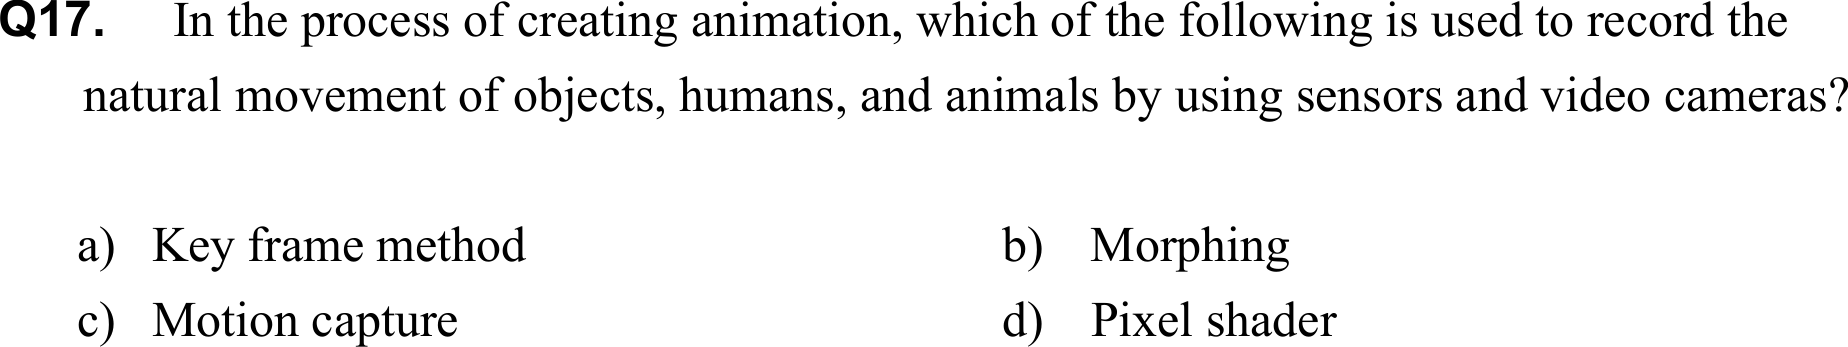 Q17. In the process of creating animation, which of the following is used to record the
natural movement of objects, humans, and animals by using sensors and video cameras?
a) Key frame method b) Morphing
c) Motion capture d) Pixel shader